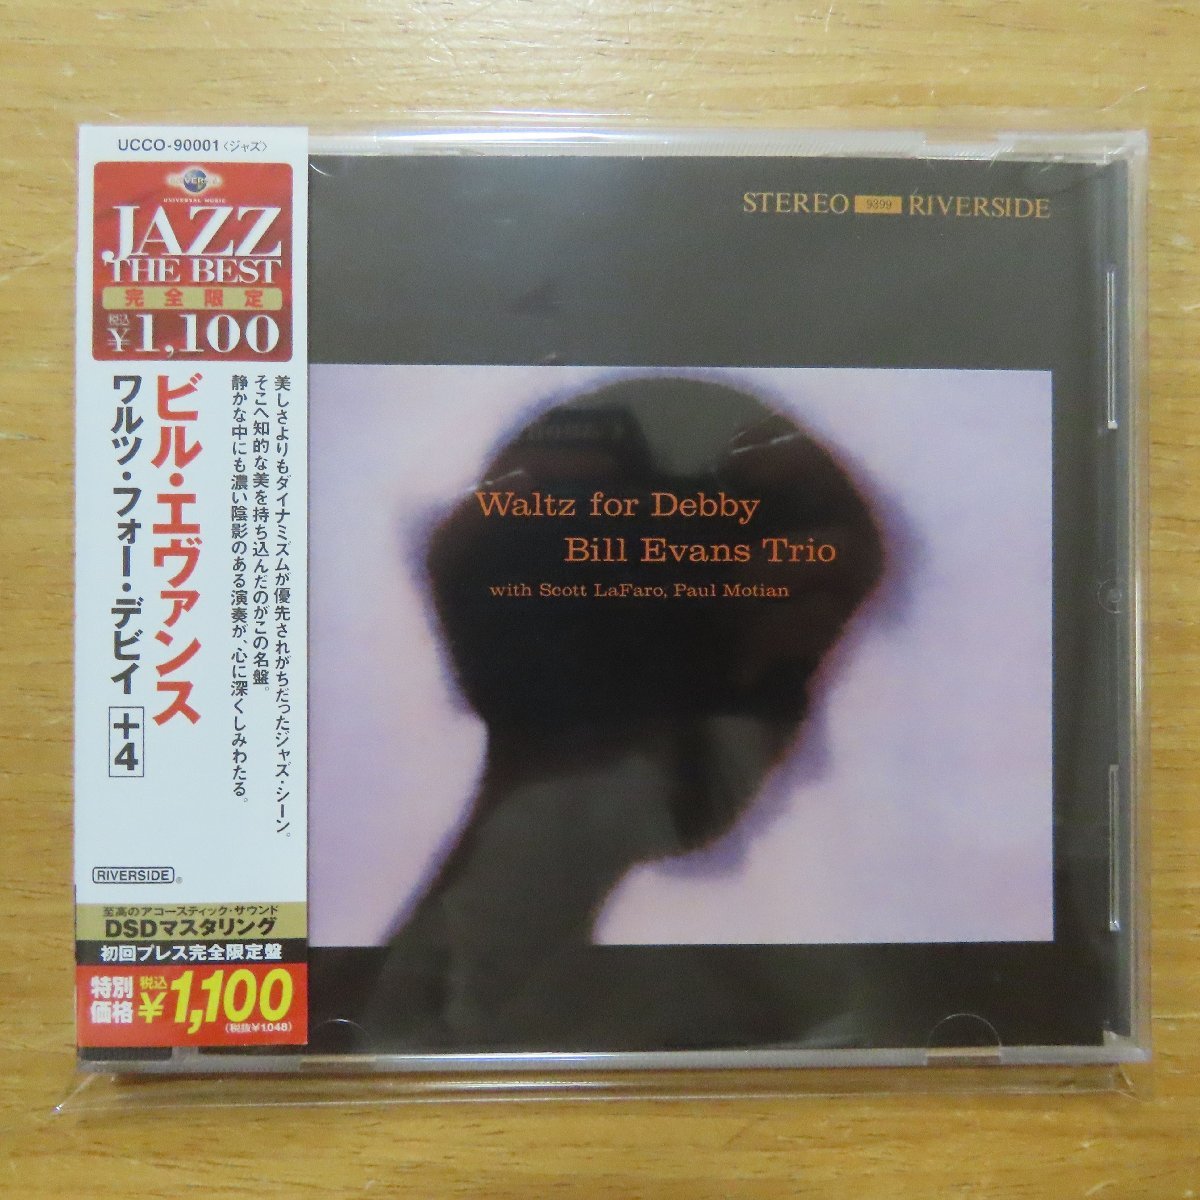 UCCO-90001〈ジャズ〉
UNIVERSAL
UNIVERSAL MUSIC
JAZZ
THE BEST
完全限定
税込
¥1,100
ビル・エヴァンス
ワルツ・フォー・デビイ+4
美しさよりもダイナミズムが優先されがちだったジャズ・シーン。
そこへ知的な美を持ち込んだのがこの名盤。
静かな中にも濃い陰影のある演奏が、心に深くしみわたる。
RIVERSIDE®
至高のアコースティック・サウンド
DSDマスタリング
初回プレス完全限定盤
特別価格
税込
¥1,100
(税抜¥1,048)
STEREO 9399 RIVERSIDE
Waltz for Debby
Bill Evans Trio
with Scott LaFaro, Paul Motian